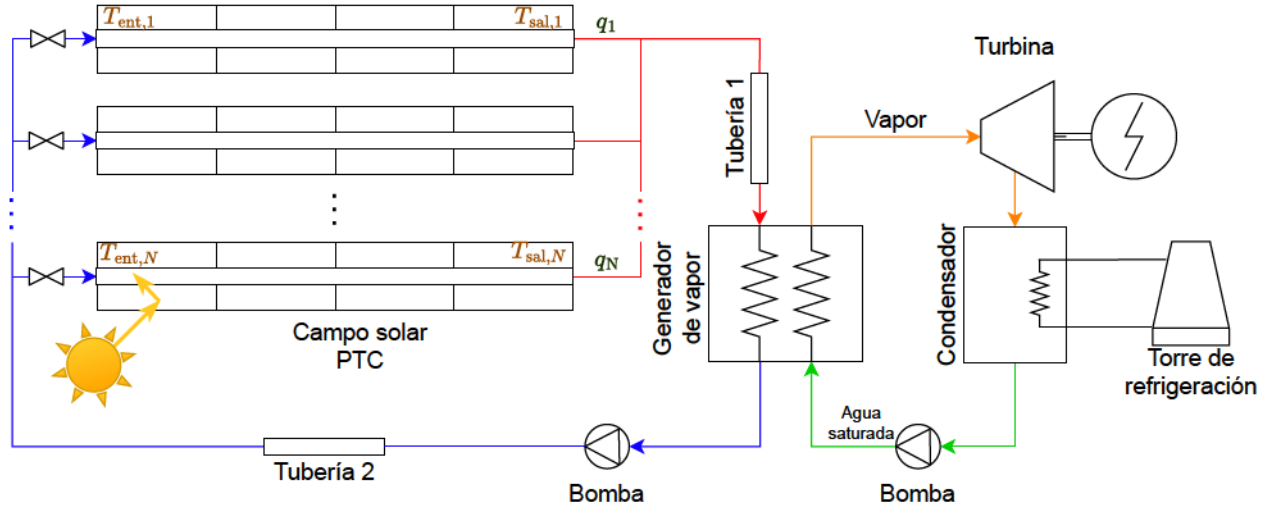 T_ent,1
T_sal,1
q_1
Turbina
Tubería 1
Vapor
T_ent,N
T_sal,N
q_N
Campo solar
PTC
Generador
de vapor
Condensador
Torre de
refrigeración
Agua
saturada
Tubería 2
Bomba
Bomba